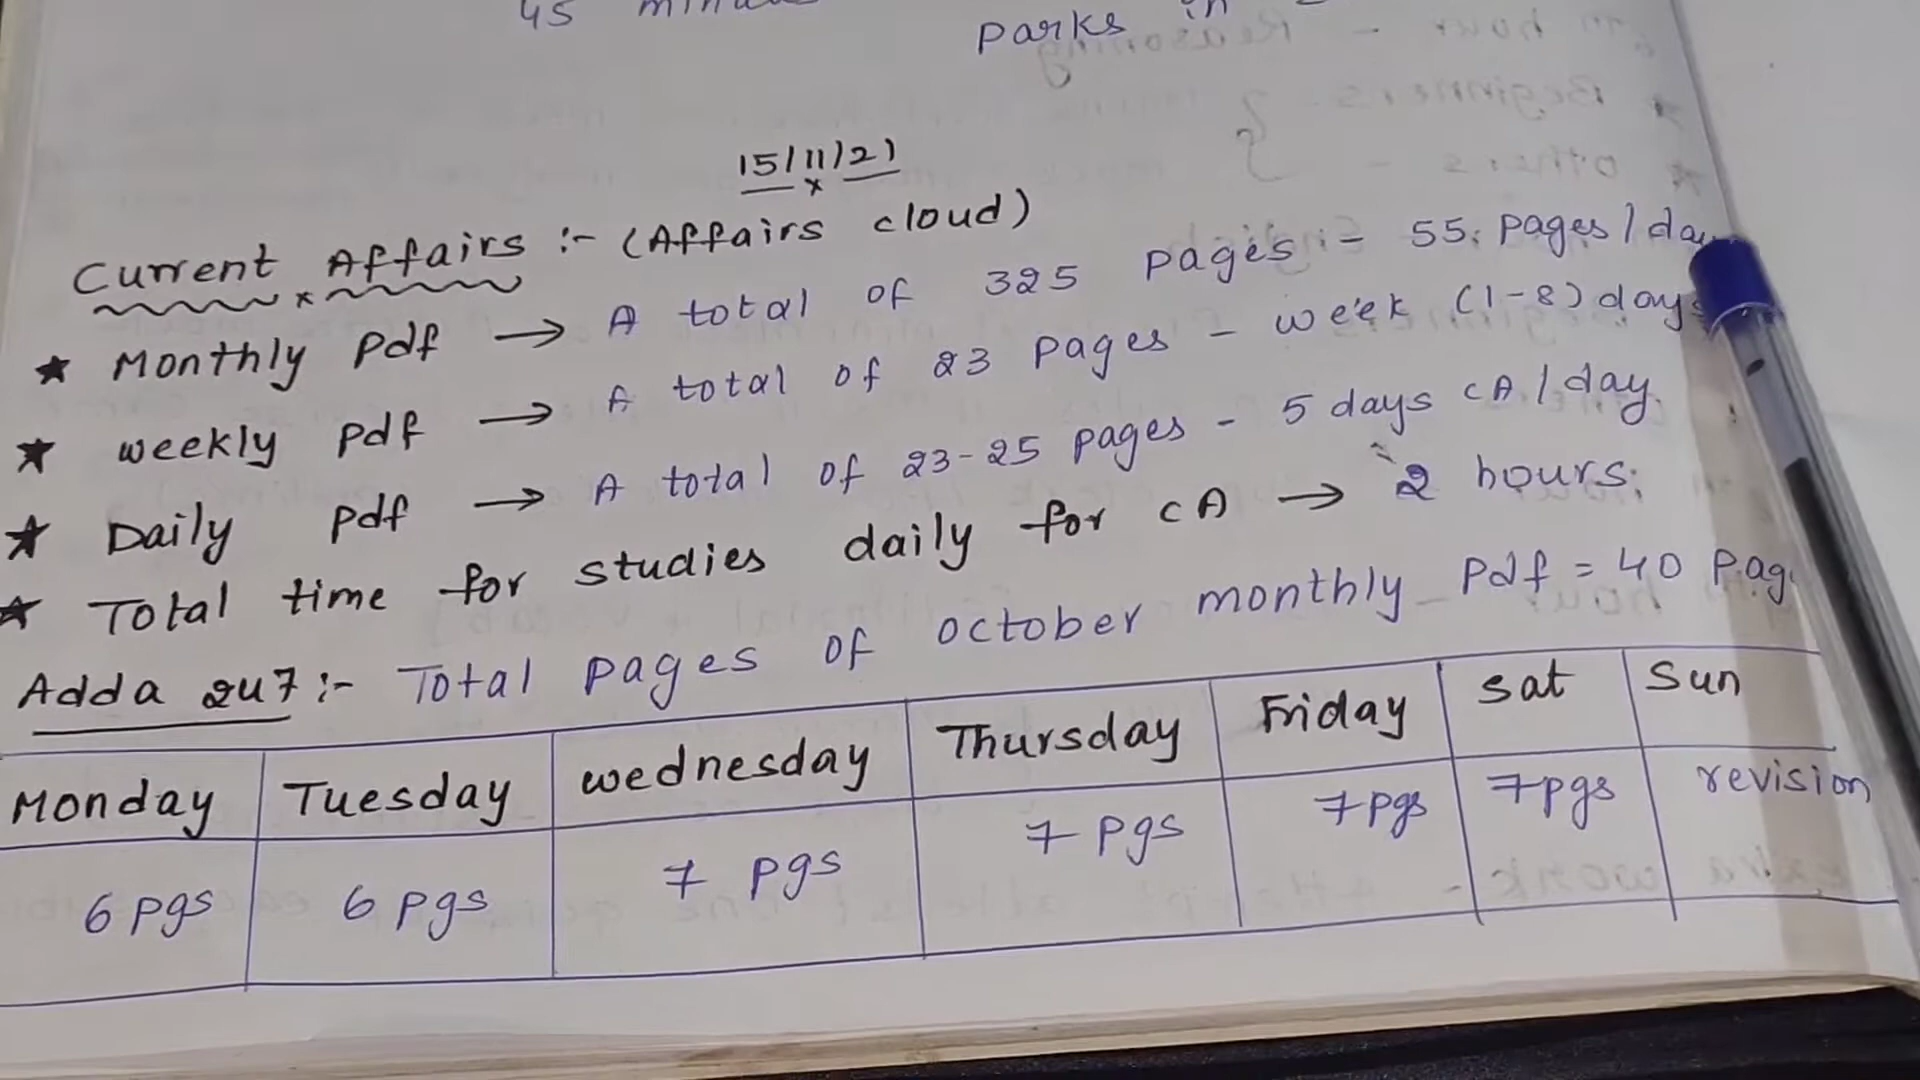 45
parks in
15/11/21
Current Affairs :- (Affairs cloud)
★ Monthly Pdf → A total of 325 pages - 55 pages / day
★ weekly Pdf → A total of 23 pages - week (1-8) days
★ Daily pdf → A total of 23-25 pages - 5 days CA / day
★ Total time for studies daily for CA → 2 hours
Adda 247 :- Total pages of october monthly Pdf = 40 Pag
Monday Tuesday wednesday Thursday Friday Sat Sun
6 pgs 6 pgs 7 pgs 7 pgs 7 pgs 7 pgs revision